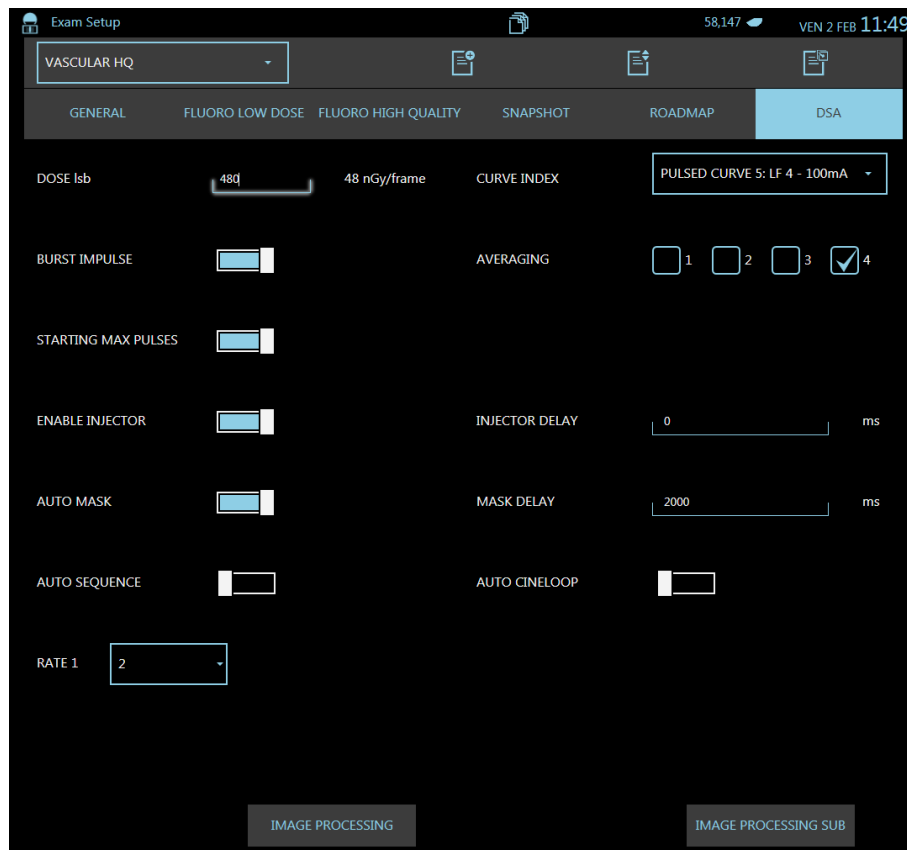 Exam Setup
58,147
VEN 2 FEB 11:49
VASCULAR HQ
GENERAL
FLUORO LOW DOSE
FLUORO HIGH QUALITY
SNAPSHOT
ROADMAP
DSA
DOSE lsb
480
48 nGy/frame
CURVE INDEX
PULSED CURVE 5: LF 4 - 100mA
BURST IMPULSE
AVERAGING
1
2
3
4
STARTING MAX PULSES
ENABLE INJECTOR
INJECTOR DELAY
0
ms
AUTO MASK
MASK DELAY
2000
ms
AUTO SEQUENCE
AUTO CINELOOP
RATE 1
2
IMAGE PROCESSING
IMAGE PROCESSING SUB